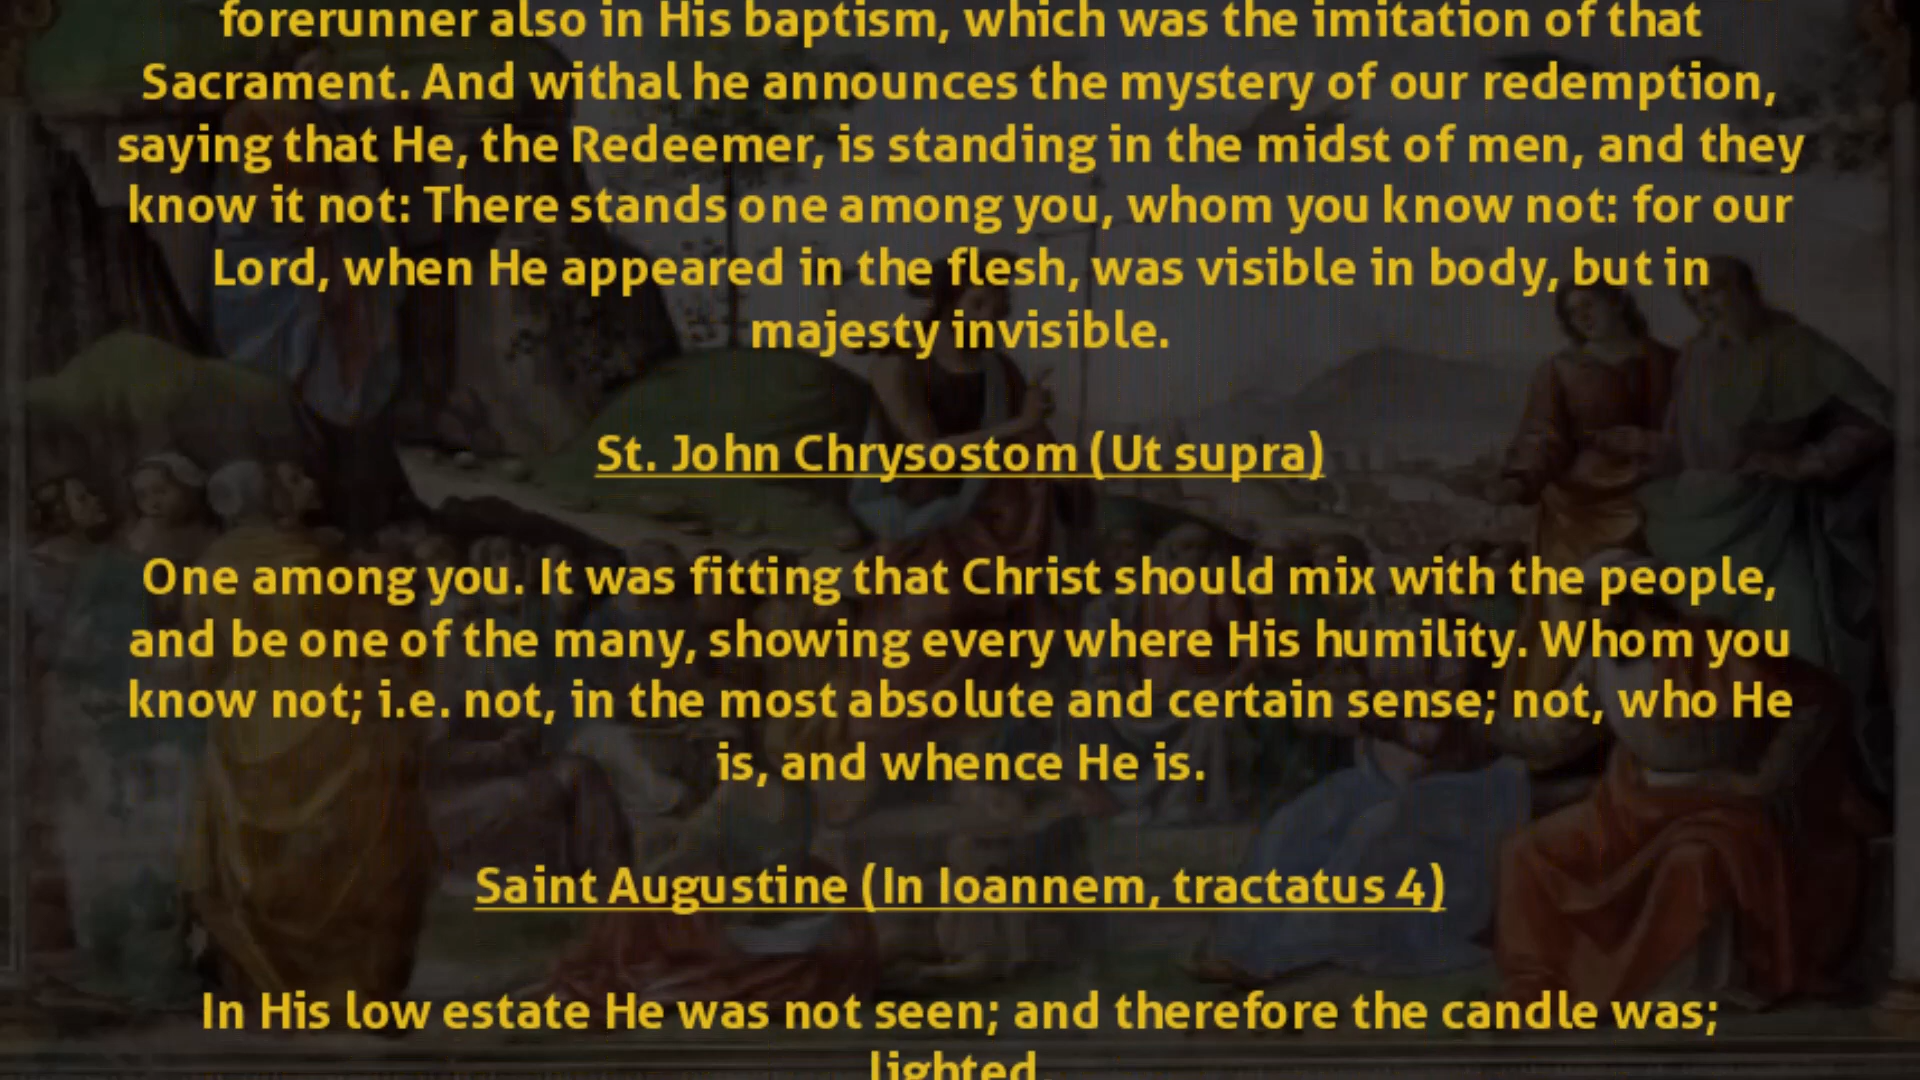 forerunner also in His baptism, which was the imitation of that
Sacrament. And withal he announces the mystery of our redemption,
saying that He, the Redeemer, is standing in the midst of men, and they
know it not: There stands one among you, whom you know not: for our
Lord, when He appeared in the flesh, was visible in body, but in
majesty invisible.
St. John Chrysostom (Ut supra)
One among you. It was fitting that Christ should mix with the people,
and be one of the many, showing every where His humility. Whom you
know not; i.e. not, in the most absolute and certain sense; not, who He
is, and whence He is.
Saint Augustine (In Ioannem, tractatus 4)
In His low estate He was not seen; and therefore the candle was;
lighted.